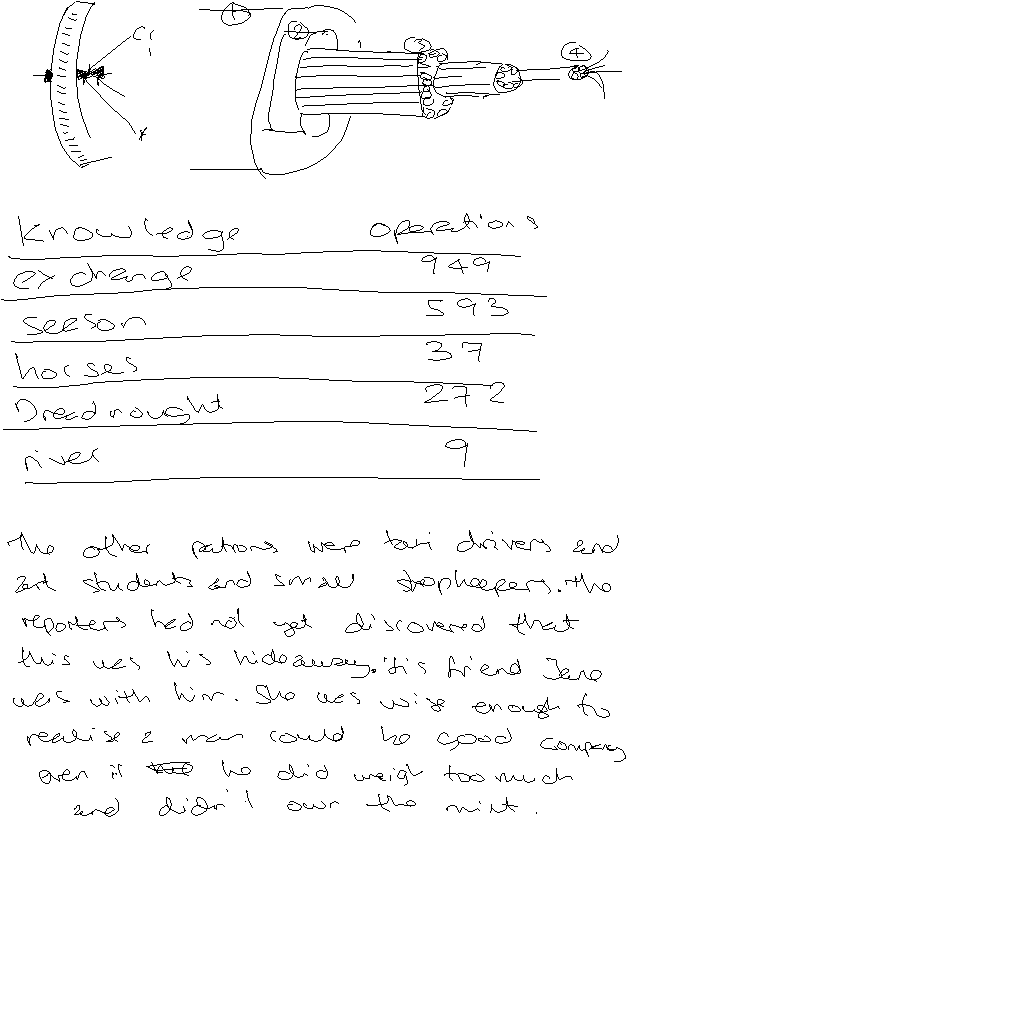 Cr
1
K
1
2
3
4
Knowledge operations
exchange 949
season 593
horses 37
Dreadnought 272
river 9
The other patrons were taxi drivers and
art students and small shopkeepers. The
reporters had not yet discovered that
this was his hideaway. His friend Jane
was with him. She was wise enough to
realise a man could be good company
even if he did weigh too much
and didn't own the mint.